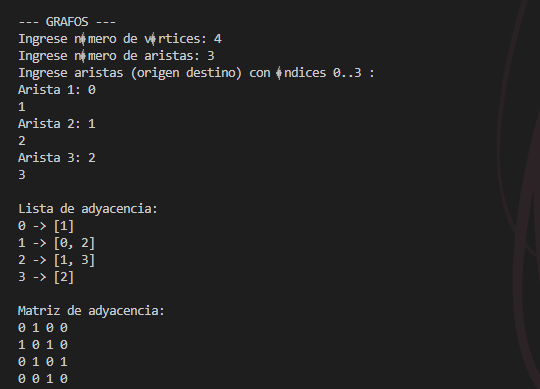 --- GRAFOS ---
Ingrese n�mero de v�rtices: 4
Ingrese n�mero de aristas: 3
Ingrese aristas (origen destino) con �ndices 0..3 :
Arista 1: 0
1
Arista 2: 1
2
Arista 3: 2
3
Lista de adyacencia:
0 -> [1]
1 -> [0, 2]
2 -> [1, 3]
3 -> [2]
Matriz de adyacencia:
0 1 0 0
1 0 1 0
0 1 0 1
0 0 1 0